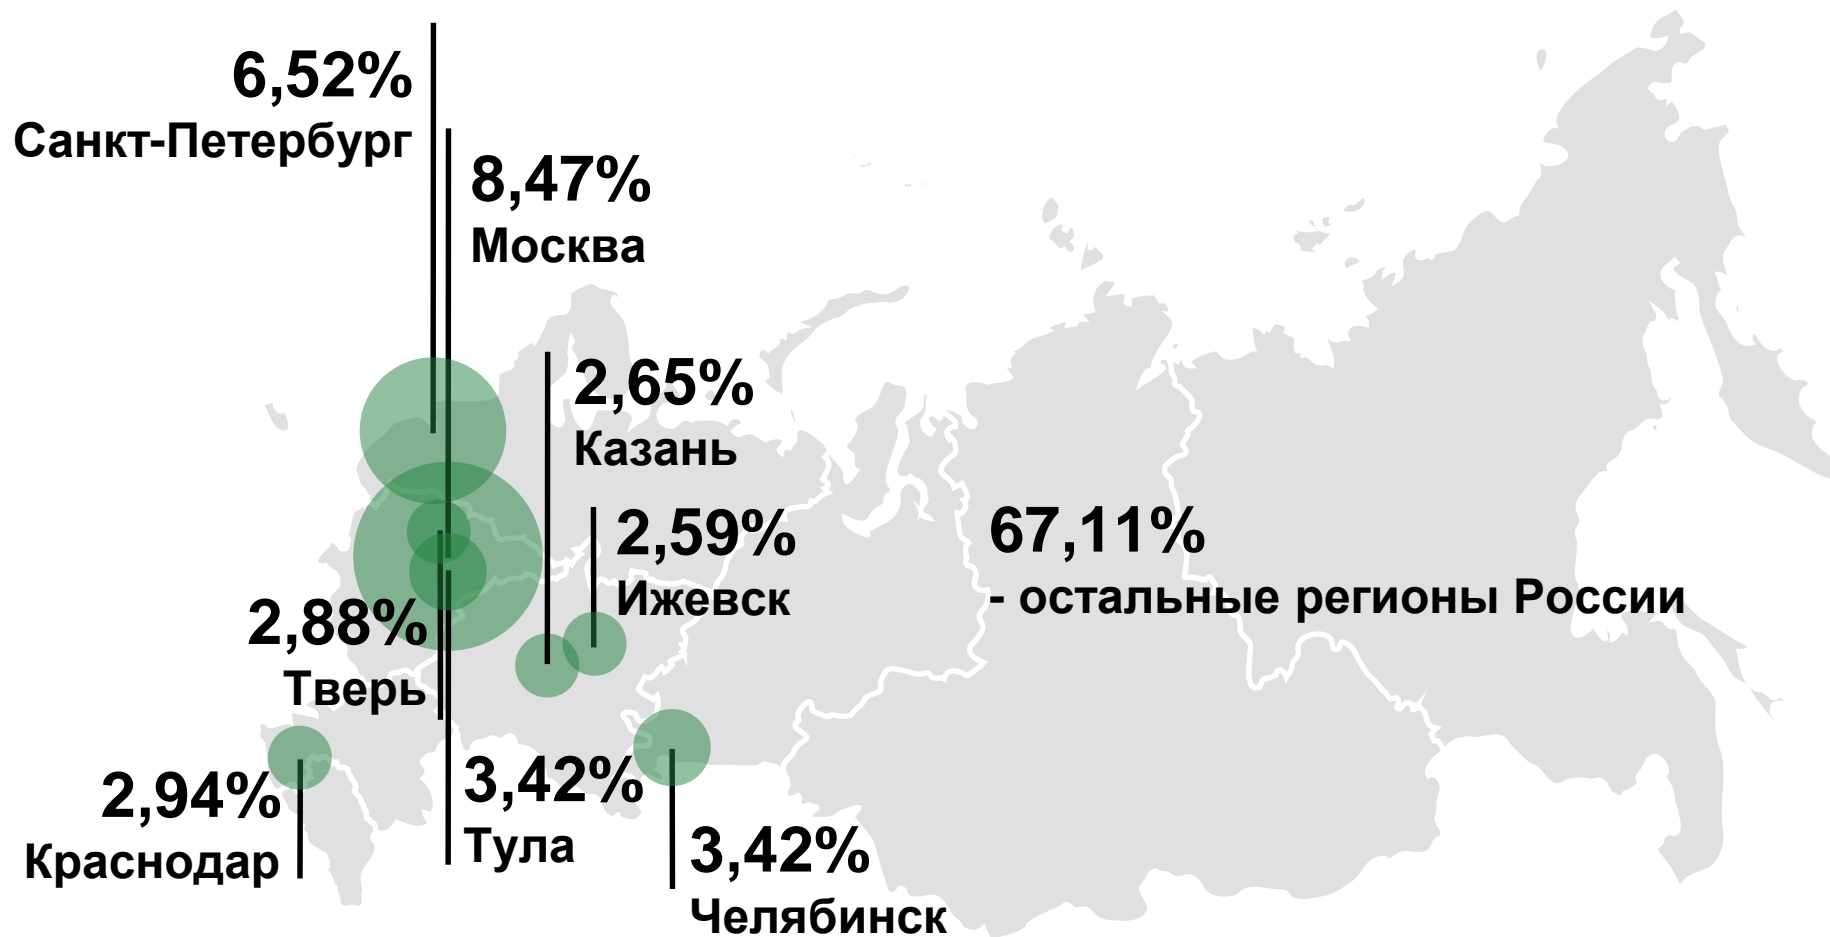 6,52%
Санкт-Петербург
8,47%
Москва
2,65%
Казань
2,59%
Ижевск
67,11%
- остальные регионы России
2,88%
Тверь
2,94%
Краснодар
3,42%
Тула
3,42%
Челябинск